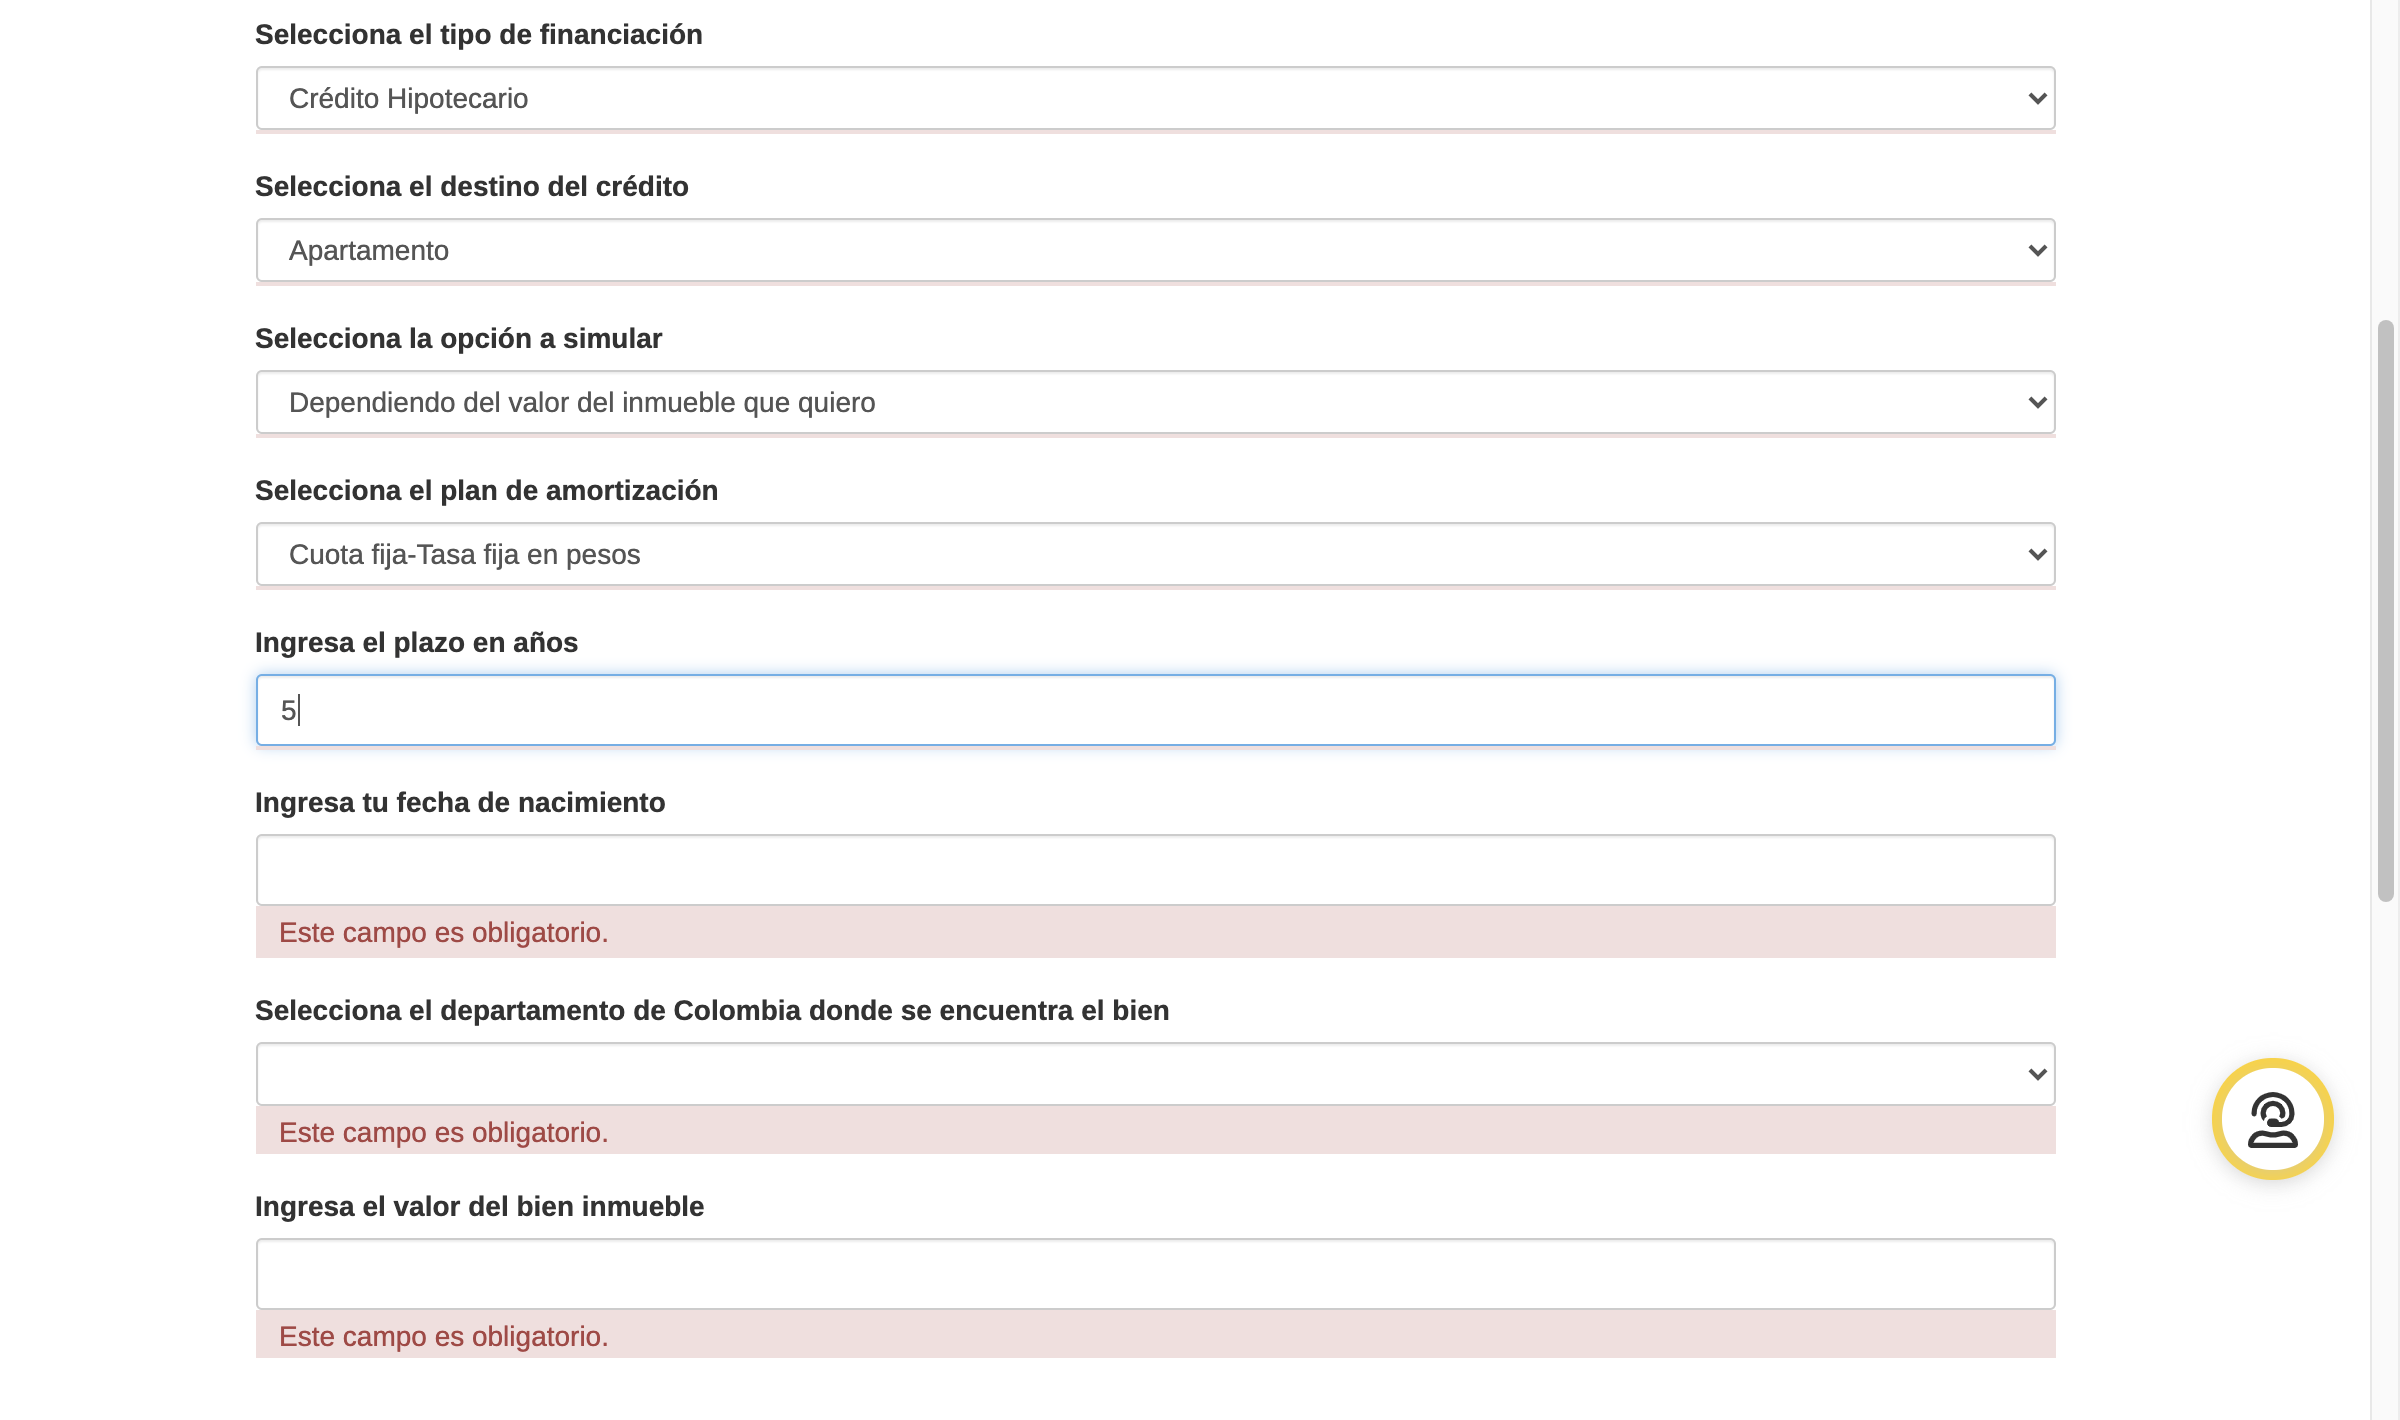 Selecciona el tipo de financiación
Crédito Hipotecario
Selecciona el destino del crédito
Apartamento
Selecciona la opción a simular
Dependiendo del valor del inmueble que quiero
Selecciona el plan de amortización
Cuota fija-Tasa fija en pesos
Ingresa el plazo en años
5
Ingresa tu fecha de nacimiento
Este campo es obligatorio.
Selecciona el departamento de Colombia donde se encuentra el bien
Este campo es obligatorio.
Ingresa el valor del bien inmueble
Este campo es obligatorio.